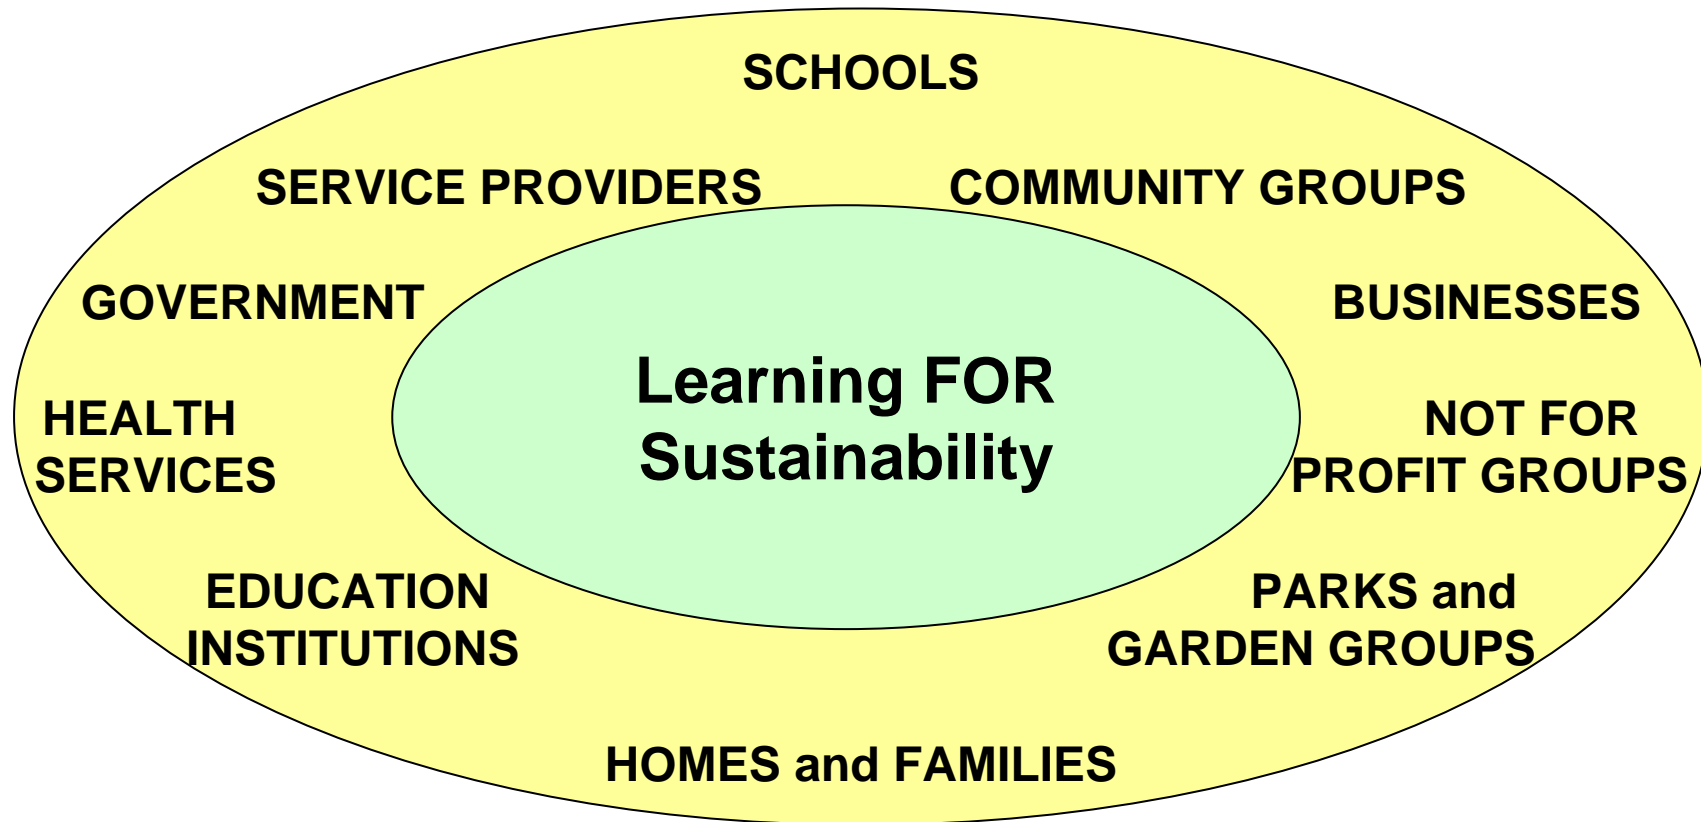 SCHOOLS
SERVICE PROVIDERS
COMMUNITY GROUPS
GOVERNMENT
BUSINESSES
Learning FOR
Sustainability
HEALTH
SERVICES
NOT FOR
PROFIT GROUPS
EDUCATION
INSTITUTIONS
PARKS and
GARDEN GROUPS
HOMES and FAMILIES